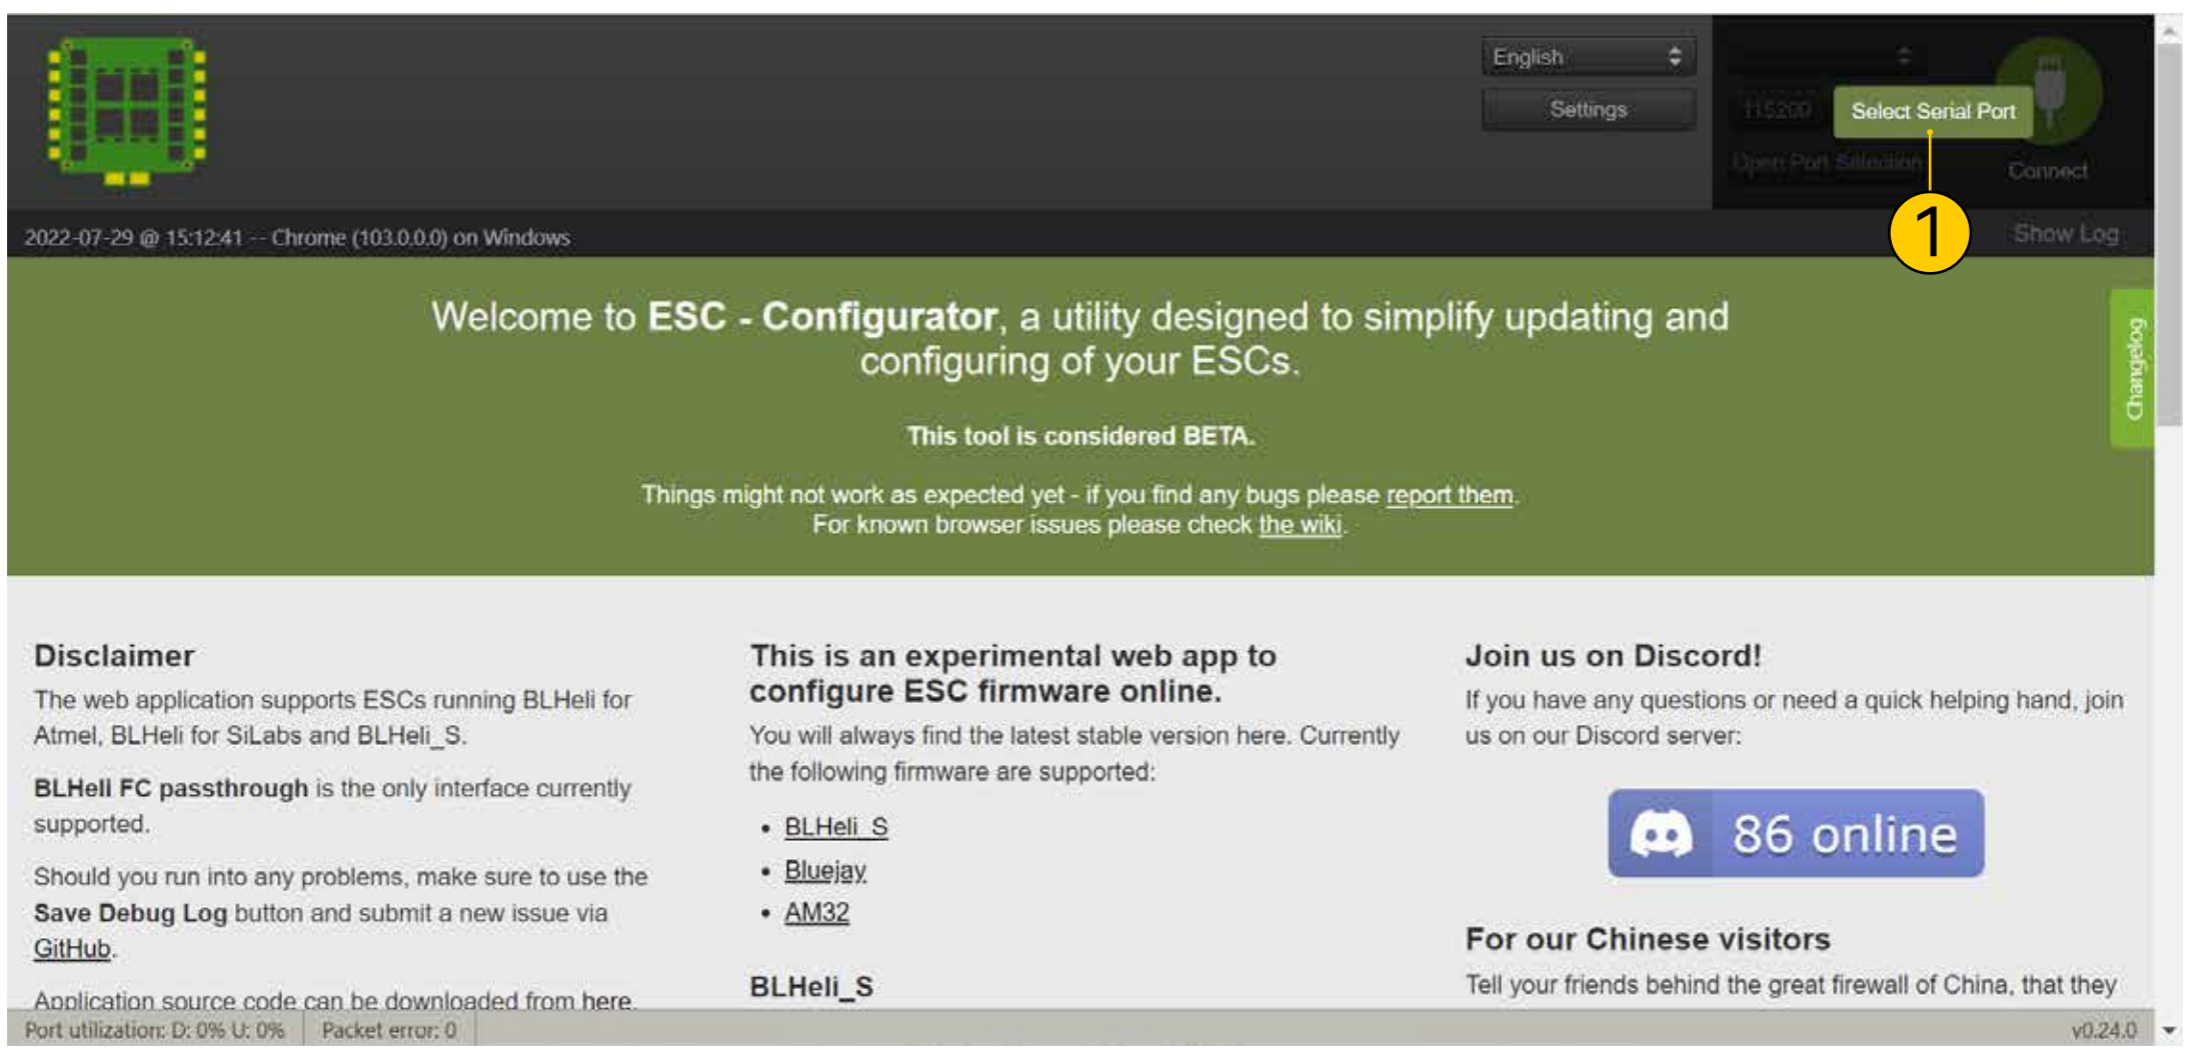 English
Settings
115200
Select Serial Port
Open Port Selection
Connect
1
2022-07-29 @ 15:12:41 -- Chrome (103.0.0.0) on Windows
Show Log
Welcome to ESC - Configurator, a utility designed to simplify updating and
configuring of your ESCs.
Changelog
This tool is considered BETA.
Things might not work as expected yet - if you find any bugs please report them.
For known browser issues please check the wiki.
Disclaimer
The web application supports ESCs running BLHeli for
Atmel, BLHeli for SiLabs and BLHeli_S.
BLHeli FC passthrough is the only interface currently
supported.
Should you run into any problems, make sure to use the
Save Debug Log button and submit a new issue via
GitHub.
Application source code can be downloaded from here.
This is an experimental web app to
configure ESC firmware online.
You will always find the latest stable version here. Currently
the following firmware are supported:
• BLHeli_S
• Bluejay
• AM32
BLHeli_S
Join us on Discord!
If you have any questions or need a quick helping hand, join
us on our Discord server:
86 online
For our Chinese visitors
Tell your friends behind the great firewall of China, that they
Port utilization: D: 0% U: 0%
Packet error: 0
v0.24.0